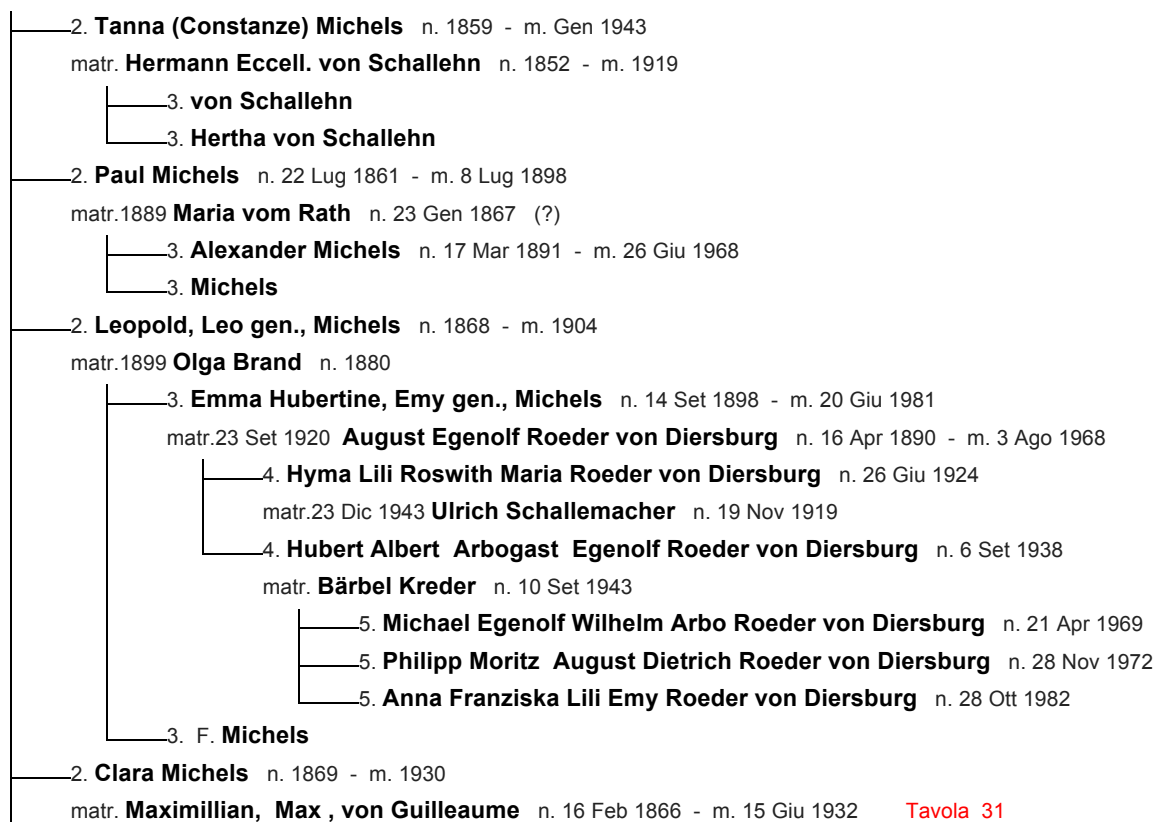 2. Tanna (Constanze) Michels n. 1859 - m. Gen 1943
matr. Hermann Eccell. von Schallehn n. 1852 - m. 1919
3. von Schallehn
3. Hertha von Schallehn
2. Paul Michels n. 22 Lug 1861 - m. 8 Lug 1898
matr.1889 Maria vom Rath n. 23 Gen 1867 (?)
3. Alexander Michels n. 17 Mar 1891 - m. 26 Giu 1968
3. Michels
2. Leopold, Leo gen., Michels n. 1868 - m. 1904
matr.1899 Olga Brand n. 1880
3. Emma Hubertine, Emy gen., Michels n. 14 Set 1898 - m. 20 Giu 1981
matr.23 Set 1920 August Egenolf Roeder von Diersburg n. 16 Apr 1890 - m. 3 Ago 1968
4. Hyma Lili Roswith Maria Roeder von Diersburg n. 26 Giu 1924
matr.23 Dic 1943 Ulrich Schallemacher n. 19 Nov 1919
4. Hubert Albert Arbogast Egenolf Roeder von Diersburg n. 6 Set 1938
matr. Bärbel Kreder n. 10 Set 1943
5. Michael Egenolf Wilhelm Arbo Roeder von Diersburg n. 21 Apr 1969
5. Philipp Moritz August Dietrich Roeder von Diersburg n. 28 Nov 1972
5. Anna Franziska Lili Emy Roeder von Diersburg n. 28 Ott 1982
3. F. Michels
2. Clara Michels n. 1869 - m. 1930
matr. Maximillian, Max , von Guilleaume n. 16 Feb 1866 - m. 15 Giu 1932 Tavola 31